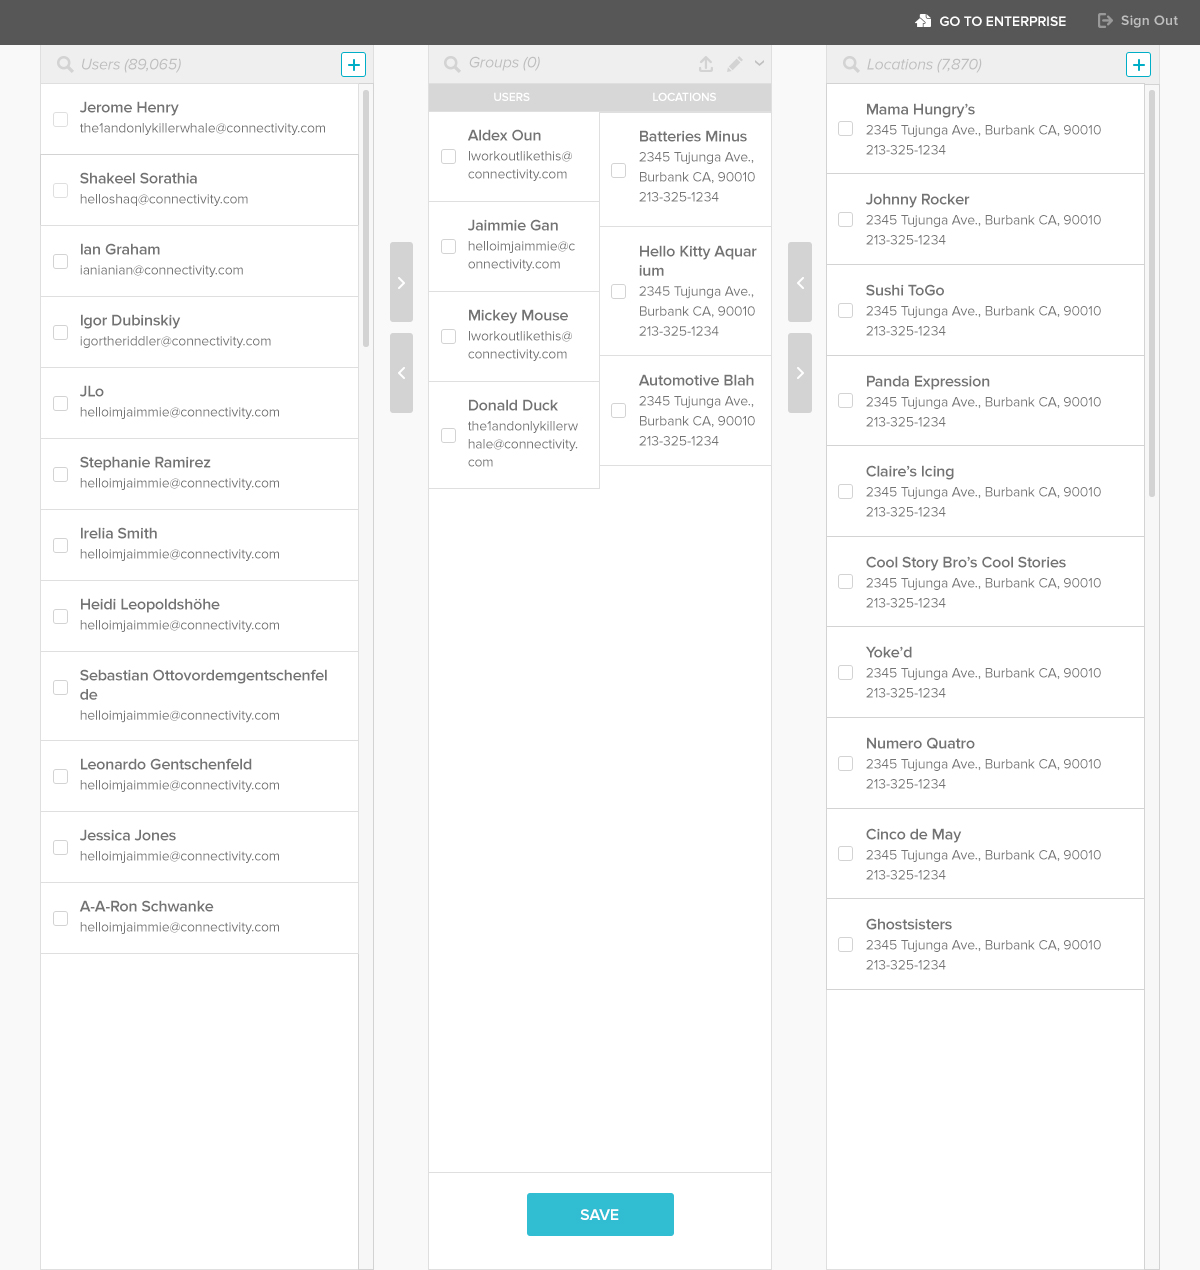 GO TO ENTERPRISE
Sign Out
Users (89,065)
Jerome Henry
the1andonlykillerwhale@connectivity.com
Shakeel Sorathia
helloshaq@connectivity.com
Ian Graham
ianianian@connectivity.com
Igor Dubinskiy
igortheriddler@connectivity.com
JLo
helloimjaimmie@connectivity.com
Stephanie Ramirez
helloimjaimmie@connectivity.com
Irelia Smith
helloimjaimmie@connectivity.com
Heidi Leopoldshöhe
helloimjaimmie@connectivity.com
Sebastian Ottovordemgentschenfel
de
helloimjaimmie@connectivity.com
Leonardo Gentschenfeld
helloimjaimmie@connectivity.com
Jessica Jones
helloimjaimmie@connectivity.com
A-A-Ron Schwanke
helloimjaimmie@connectivity.com
Groups (0)
USERS
Aldex Oun
Iworkoutlikethis@
connectivity.com
Jaimmie Gan
helloimjaimmie@c
onnectivity.com
Mickey Mouse
Iworkoutlikethis@
connectivity.com
Donald Duck
the1andonlykillerw
hale@connectivity.
com
LOCATIONS
Batteries Minus
2345 Tujunga Ave.,
Burbank CA, 90010
213-325-1234
Hello Kitty Aquar
ium
2345 Tujunga Ave.,
Burbank CA, 90010
213-325-1234
Automotive Blah
2345 Tujunga Ave.,
Burbank CA, 90010
213-325-1234
SAVE
Locations (7,870)
Mama Hungry's
2345 Tujunga Ave., Burbank CA, 90010
213-325-1234
Johnny Rocker
2345 Tujunga Ave., Burbank CA, 90010
213-325-1234
Sushi ToGo
2345 Tujunga Ave., Burbank CA, 90010
213-325-1234
Panda Expression
2345 Tujunga Ave., Burbank CA, 90010
213-325-1234
Claire's Icing
2345 Tujunga Ave., Burbank CA, 90010
213-325-1234
Cool Story Bro's Cool Stories
2345 Tujunga Ave., Burbank CA, 90010
213-325-1234
Yoke'd
2345 Tujunga Ave., Burbank CA, 90010
213-325-1234
Numero Quatro
2345 Tujunga Ave., Burbank CA, 90010
213-325-1234
Cinco de May
2345 Tujunga Ave., Burbank CA, 90010
213-325-1234
Ghostsisters
2345 Tujunga Ave., Burbank CA, 90010
213-325-1234